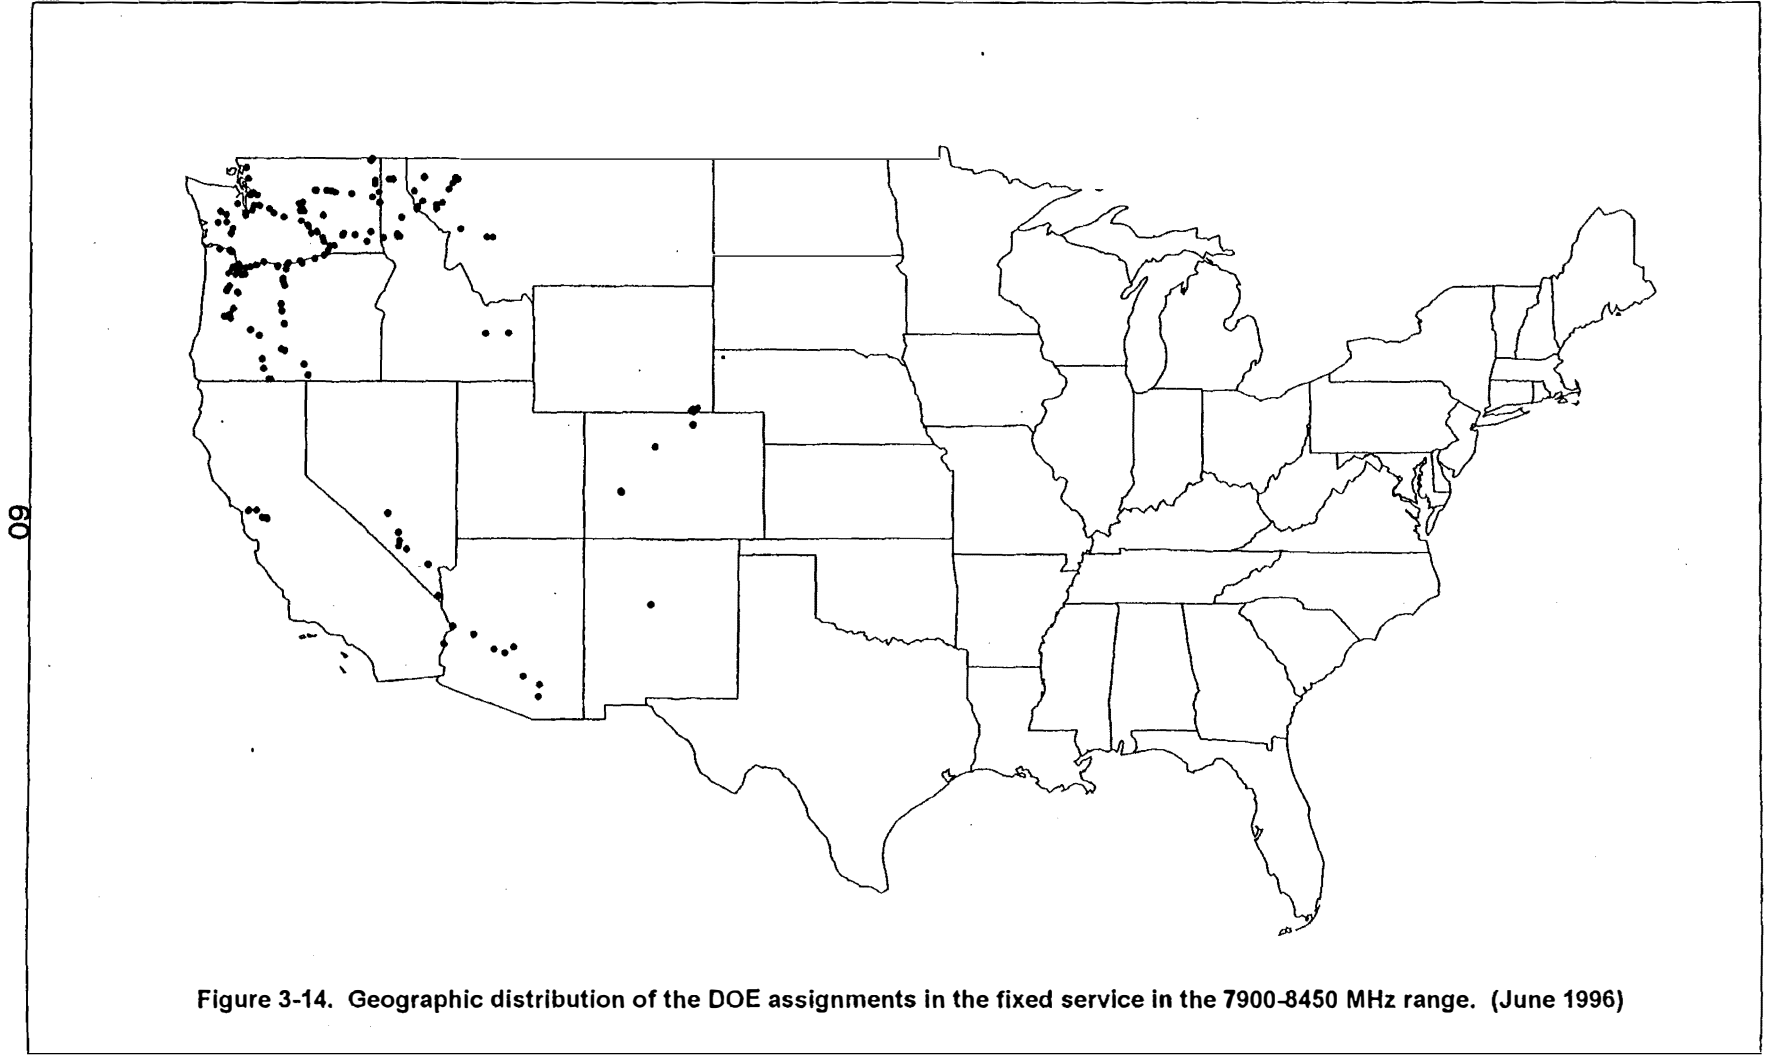 60
Figure 3-14. Geographic distribution of the DOE assignments in the fixed service in the 7900-8450 MHz range. (June 1996)